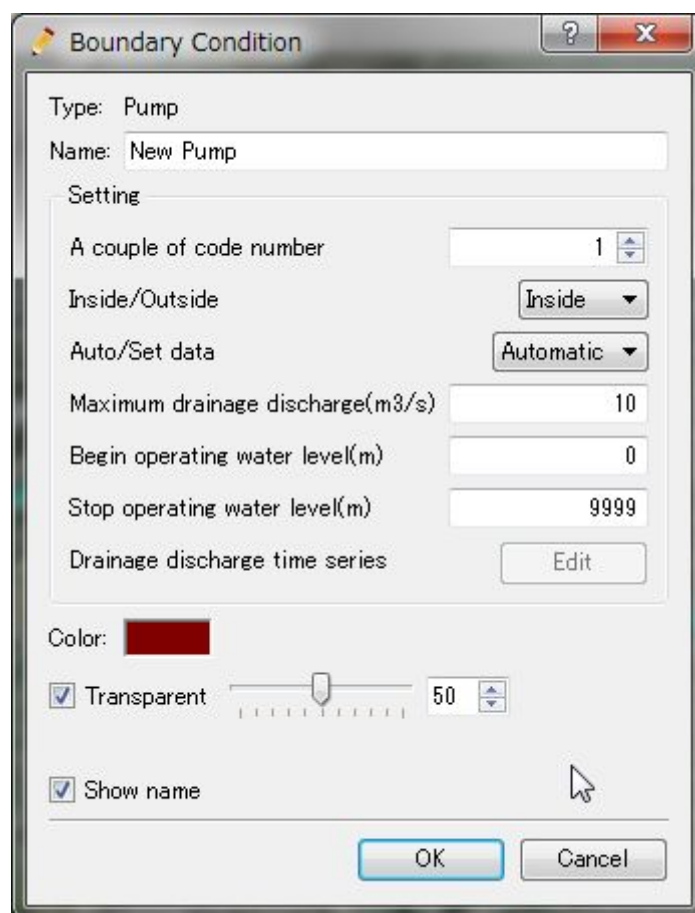 Boundary Condition
Type: Pump
Name: New Pump
Setting
A couple of code number 1
Inside/Outside Inside
Auto/Set data Automatic
Maximum drainage discharge(m3/s) 10
Begin operating water level(m) 0
Stop operating water level(m) 9999
Drainage discharge time series Edit
Color:
Transparent 50
Show name
OK Cancel